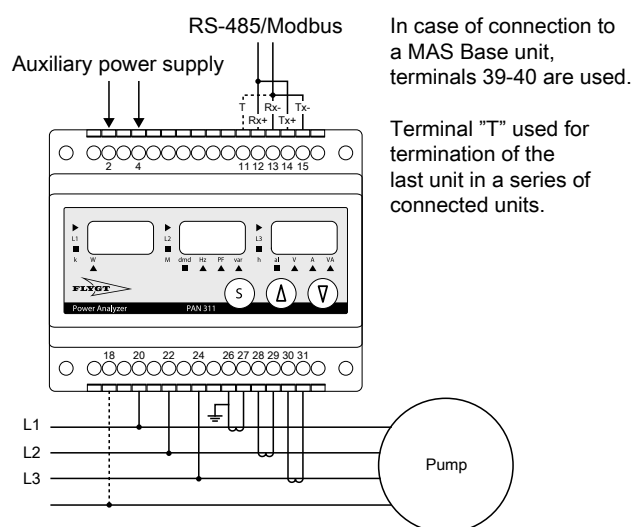 RS-485/Modbus
In case of connection to
a MAS Base unit,
terminals 39-40 are used.
Auxiliary power supply
T Rx- Tx-
Rx+ Tx+
Terminal ”T” used for
termination of the
last unit in a series of
connected units.
2 4 11 12 13 14 15
L1 L2 L3
k W M dmd Hz PF var h al V A VA
FLYGT
S
Power Analyzer PAN 311
18 20 22 24 26 27 28 29 30 31
L1
L2
L3
Pump